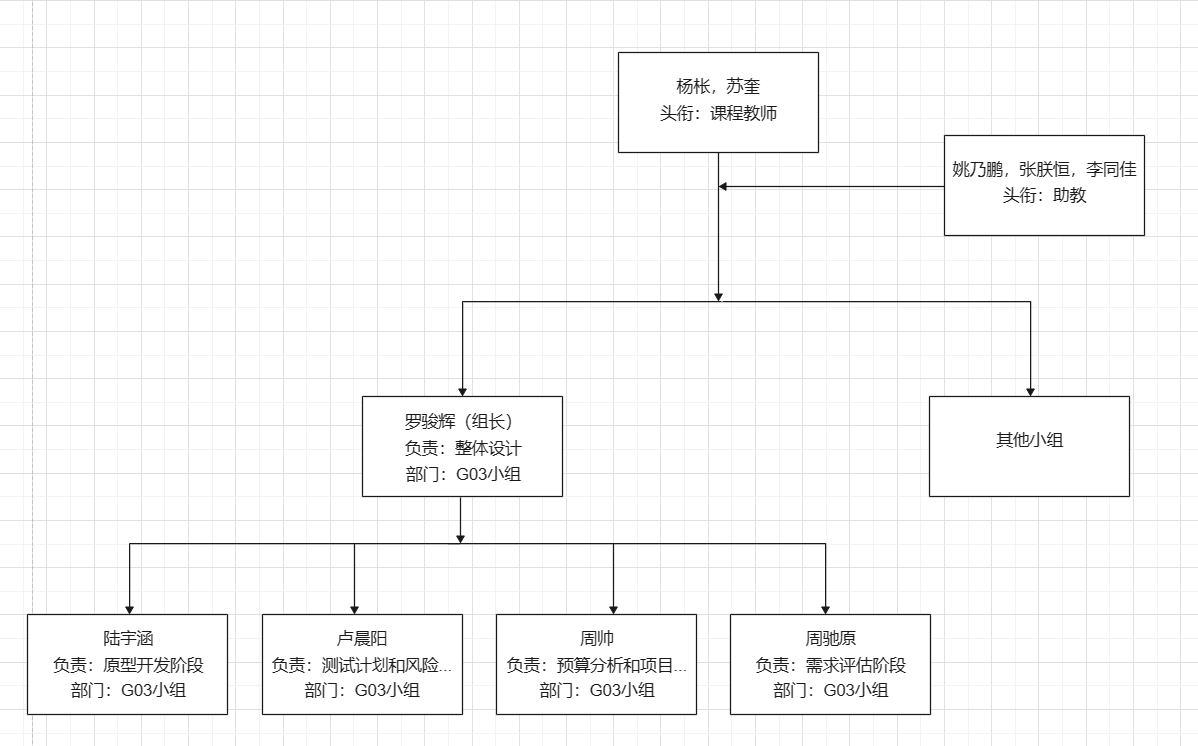 杨枨，苏奎
头衔：课程教师
姚乃鹏，张朕恒，李同佳
头衔：助教
罗骏辉（组长）
负责：整体设计
部门：G03小组
其他小组
陆宇涵
负责：原型开发阶段
部门：G03小组
卢晨阳
负责：测试计划和风险...
部门：G03小组
周帅
负责：预算分析和项目...
部门：G03小组
周驰原
负责：需求评估阶段
部门：G03小组